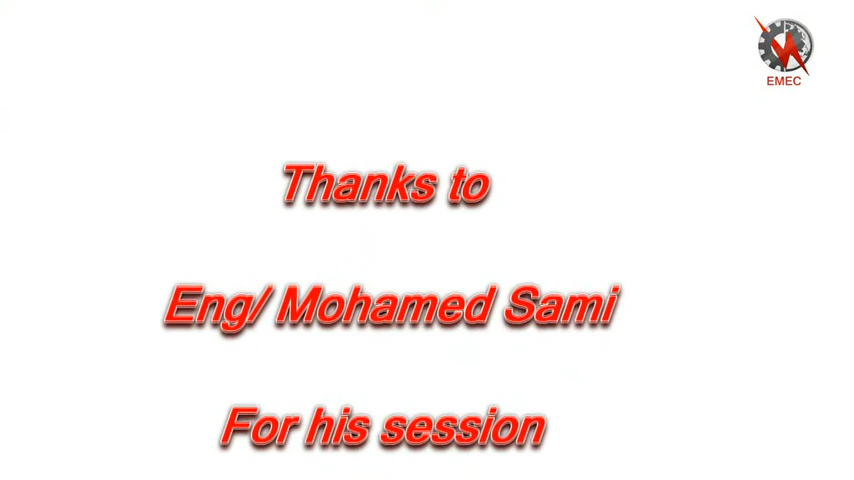 EMEC
Thanks to
Eng/ Mohamed Sami
For his session